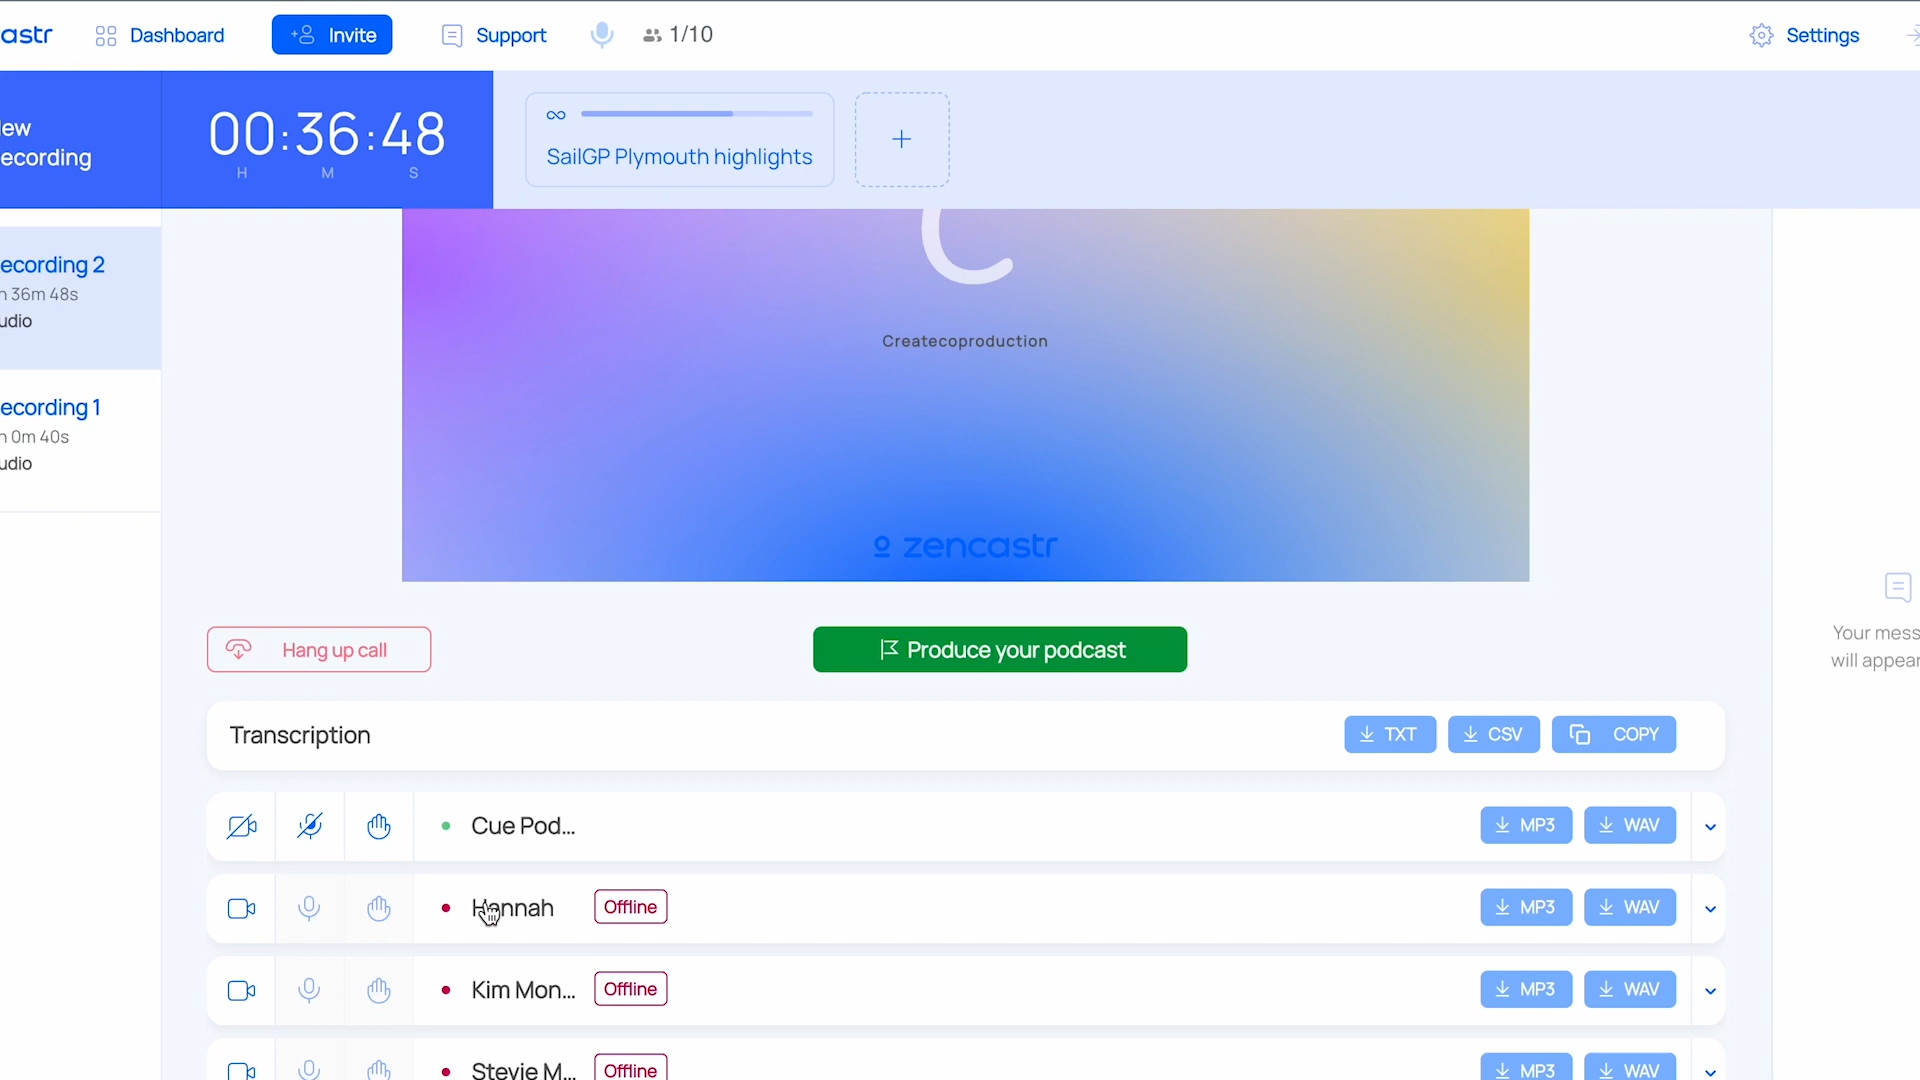 astr
Dashboard
Invite
Support
1/10
Settings
ew
ecording
00:36:48
H M S
SailGP Plymouth highlights
+
ecording 2
36m 48s
udio
ecording 1
0m 40s
udio
Createcoproduction
zencastr
Your mess
will appear
Hang up call
Produce your podcast
Transcription
TXT
CSV
COPY
Cue Pod...
MP3
WAV
Hannah
Offline
MP3
WAV
Kim Mon...
Offline
MP3
WAV
Stevie M...
Offline
MP3
WAV